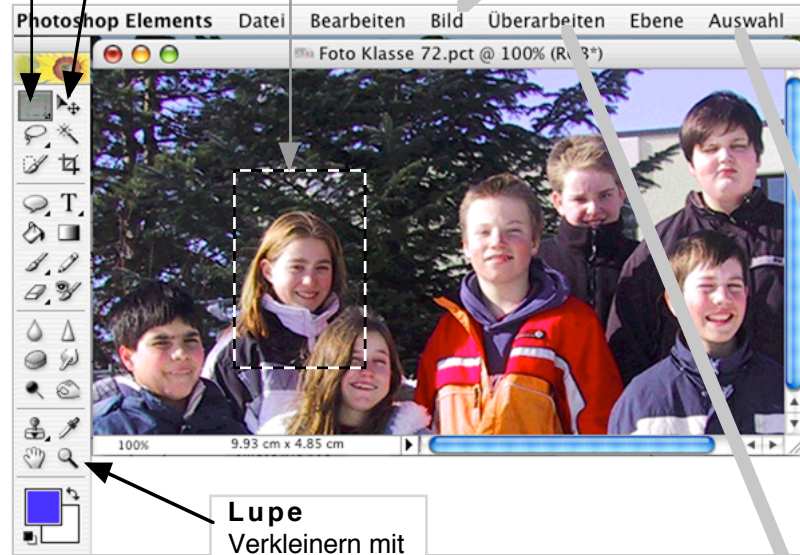 Photoshop Elements Datei Bearbeiten Bild Überarbeiten Ebene Auswahl
Foto Klasse 72.pct @ 100% (RGB*)
T
100% 9.93 cm x 4.85 cm
Lupe
Verkleinern mit